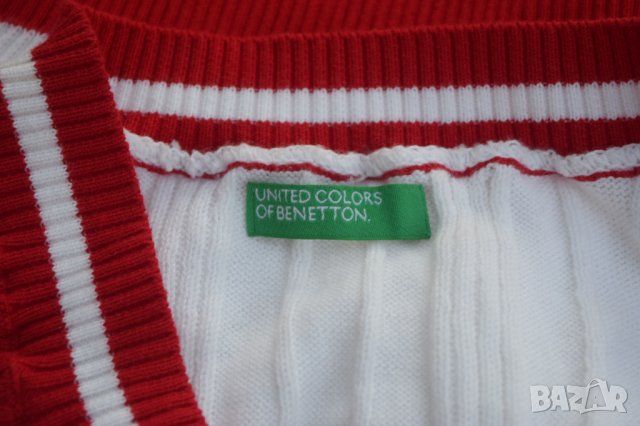 UNITED COLORS
OF BENETTON.
BAZAR